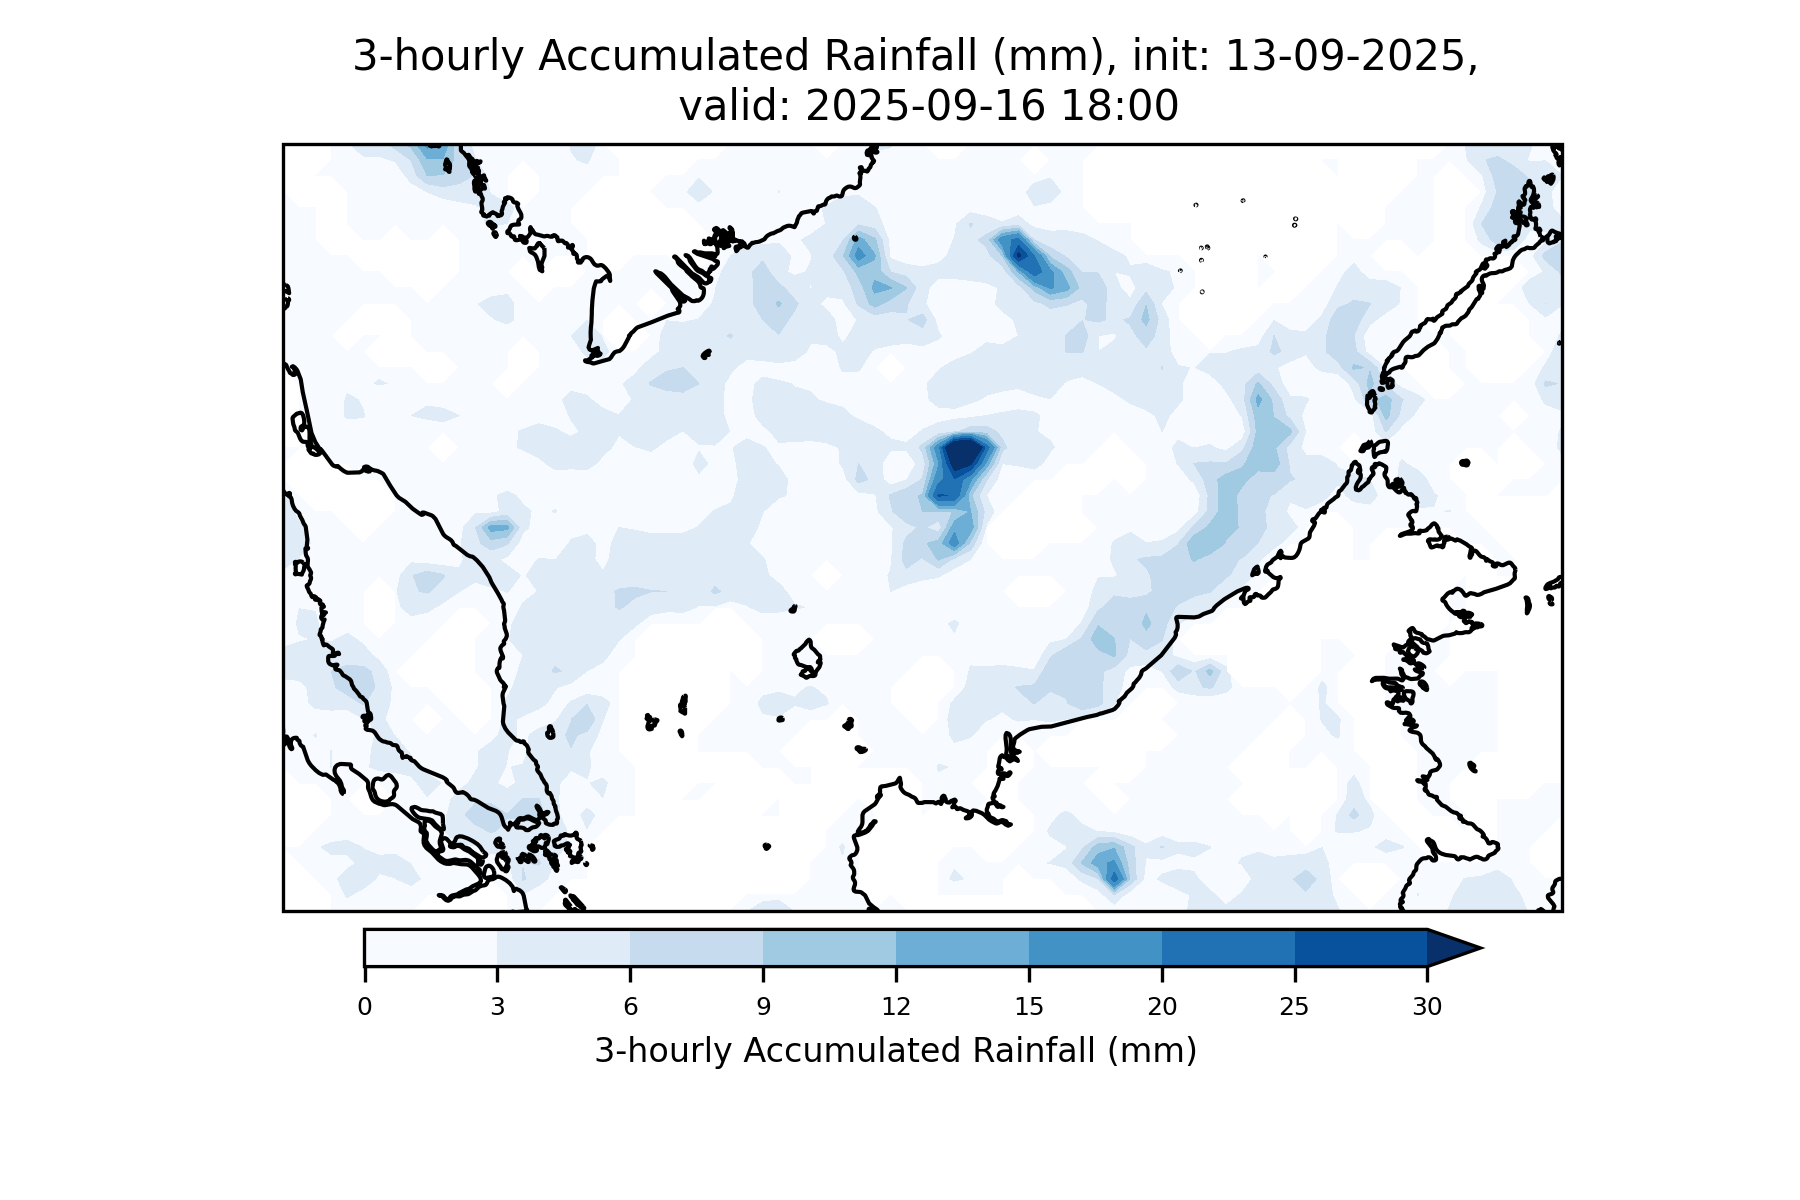 3-hourly Accumulated Rainfall (mm), init: 13-09-2025,
valid: 2025-09-16 18:00
0 3 6 9 12 15 20 25 30
3-hourly Accumulated Rainfall (mm)